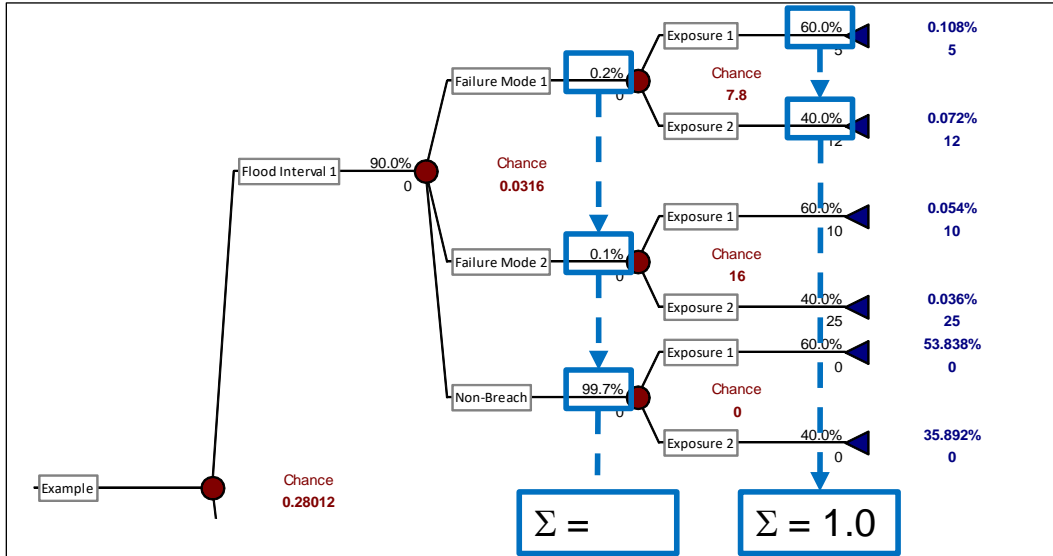 Exposure 1
60.0%
5
0.108%
5
Failure Mode 1
0.2%
0
Chance
7.8
Exposure 2
40.0%
12
0.072%
12
Flood Interval 1
90.0%
0
Chance
0.0316
Exposure 1
60.0%
10
0.054%
10
Failure Mode 2
0.1%
0
Chance
16
Exposure 2
40.0%
25
0.036%
25
Exposure 1
60.0%
0
53.838%
0
Non-Breach
99.7%
0
Chance
0
Exposure 2
40.0%
0
35.892%
0
Example
Chance
0.28012
Σ =
Σ = 1.0